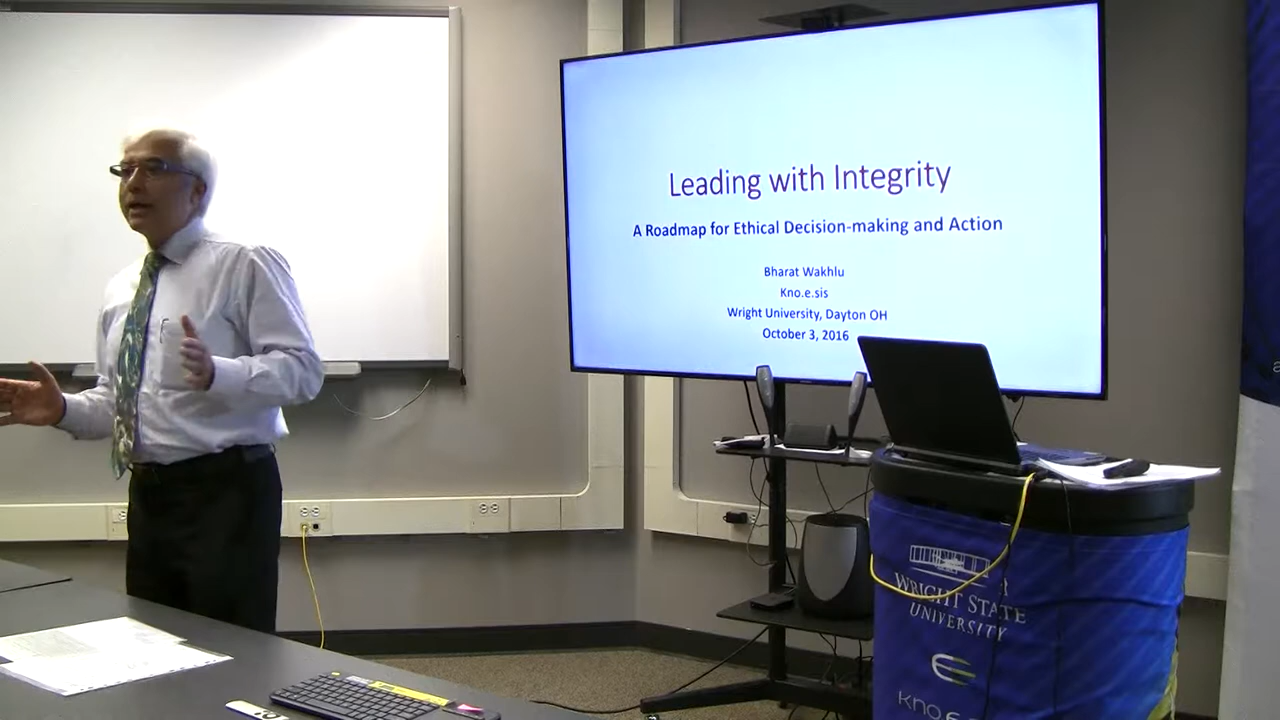 Leading with Integrity
A Roadmap for Ethical Decision-making and Action
Bharat Wakhlu
Kno.e.sis
Wright University, Dayton OH
October 3, 2016
WRIGHT STATE
UNIVERSITY